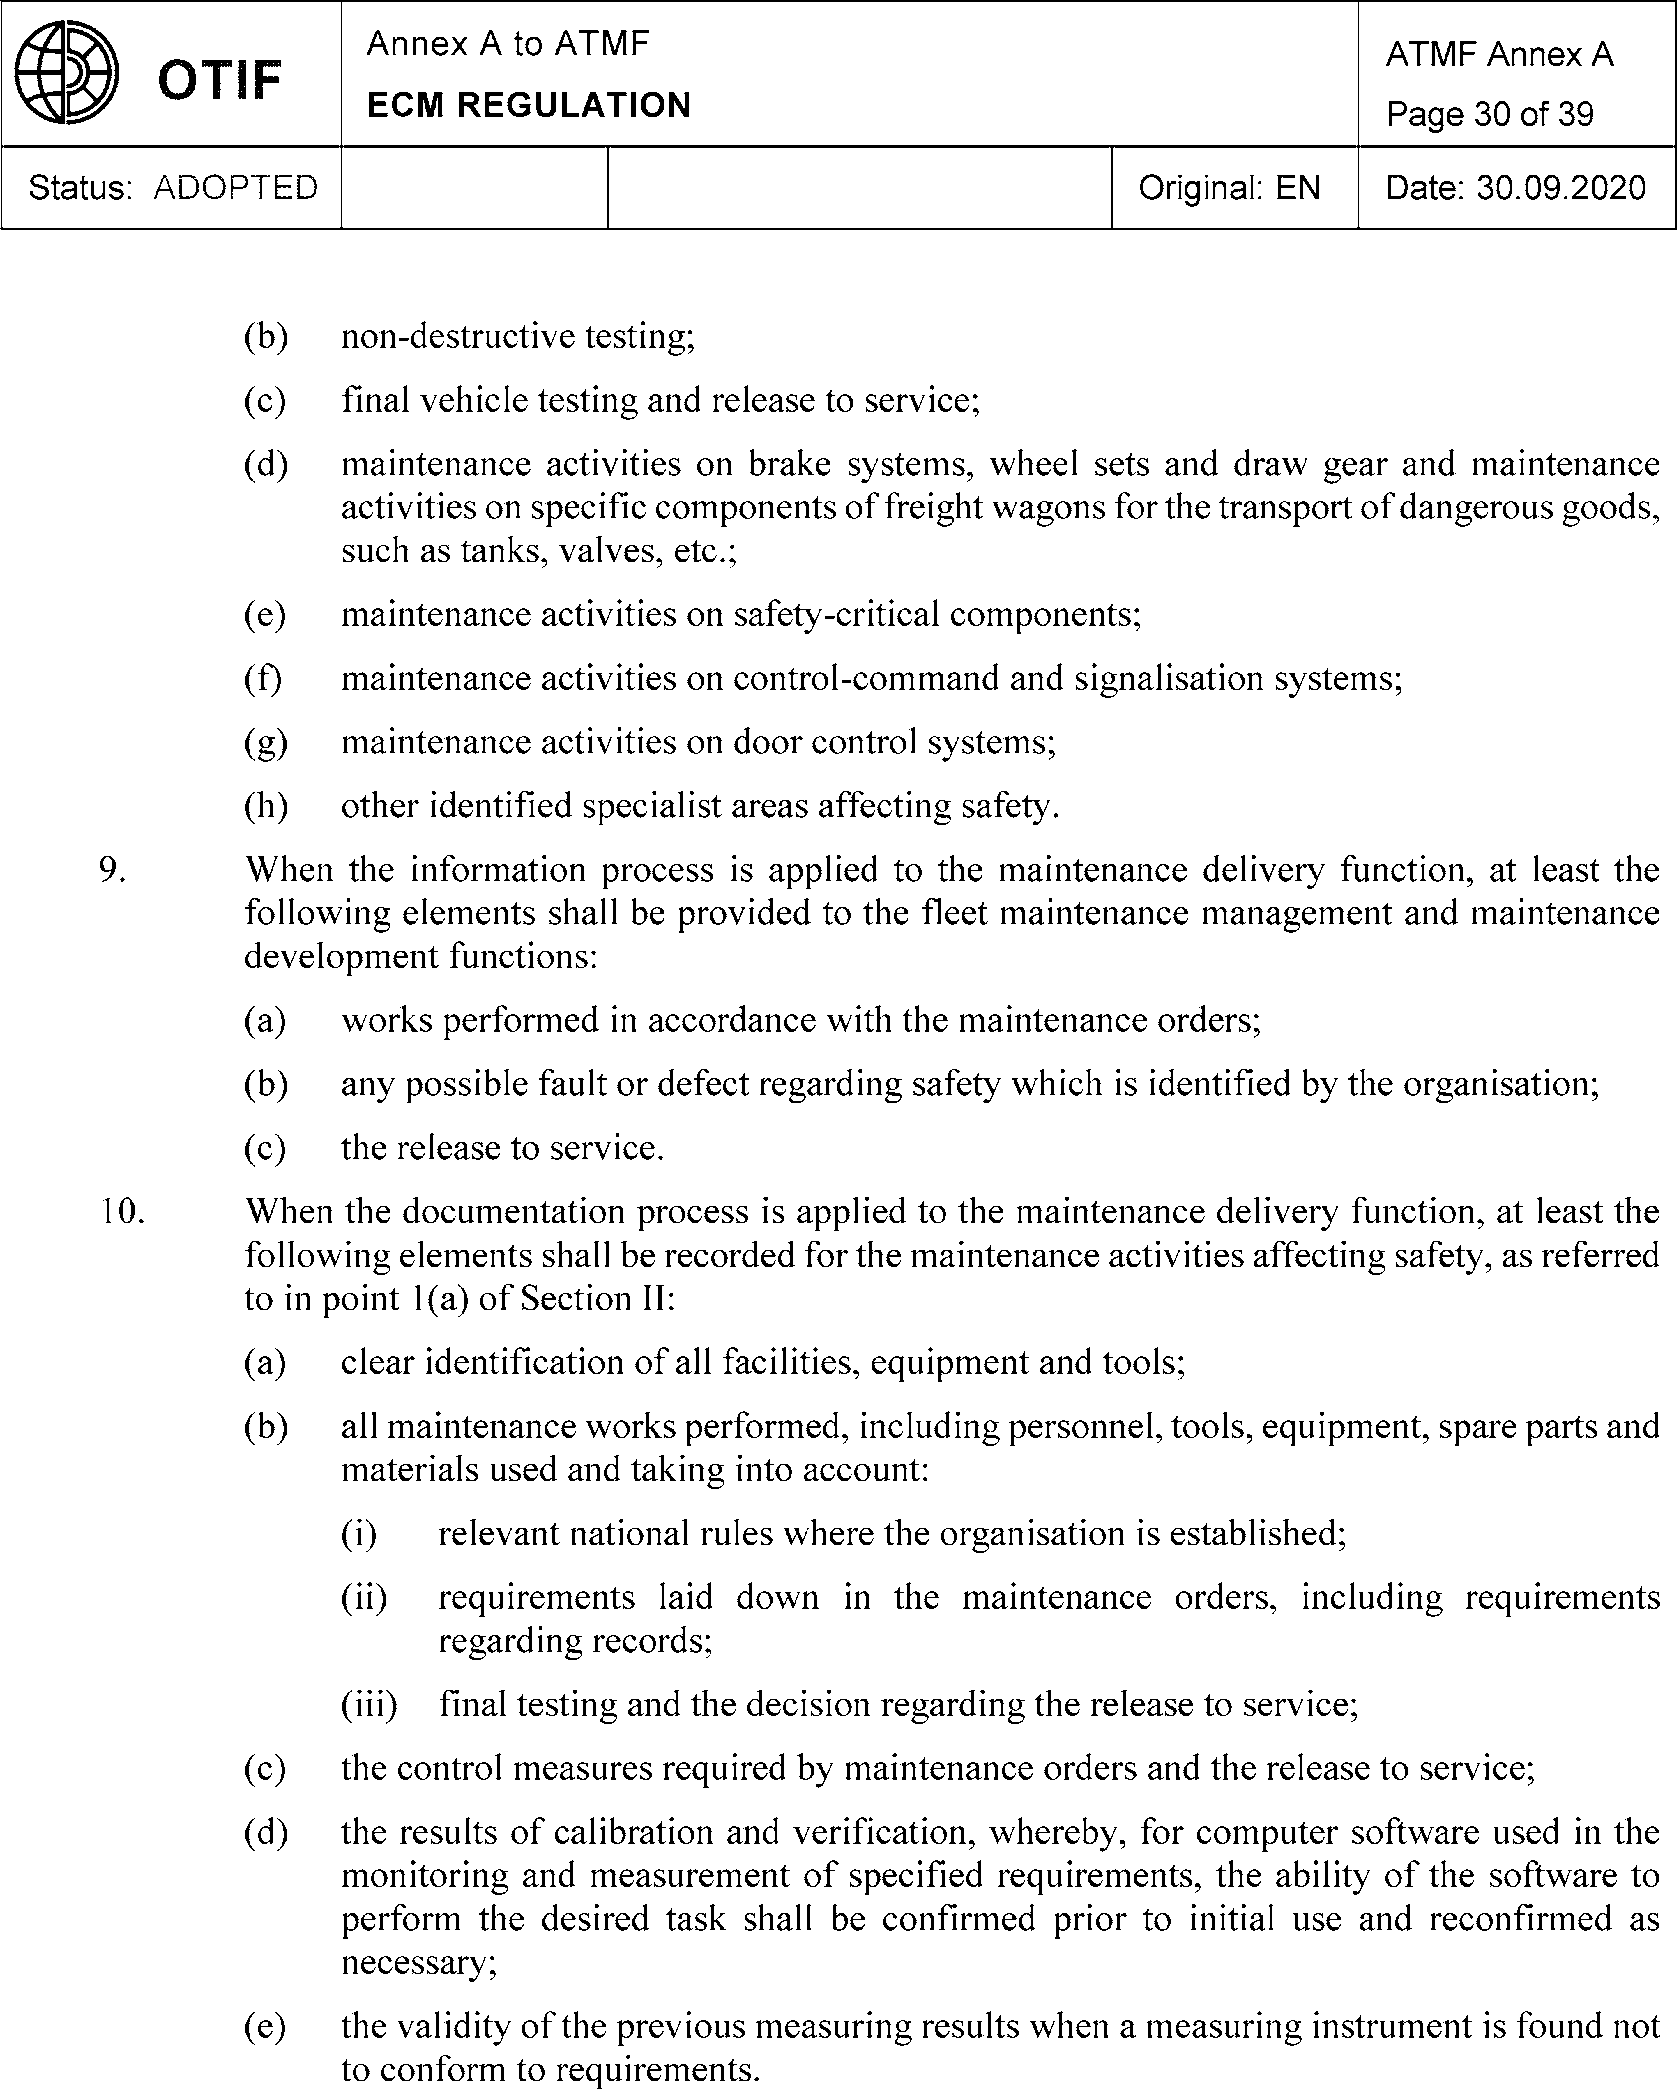 OTIF
Annex A to ATMF
ECM REGULATION
ATMF Annex A
Page 30 of 39
Status: ADOPTED
Original: EN
Date: 30.09.2020
(b) non-destructive testing;
(c) final vehicle testing and release to service;
(d) maintenance activities on brake systems, wheel sets and draw gear and maintenance
activities on specific components of freight wagons for the transport of dangerous goods,
such as tanks, valves, etc.;
(e) maintenance activities on safety-critical components;
(f) maintenance activities on control-command and signalisation systems;
(g) maintenance activities on door control systems;
(h) other identified specialist areas affecting safety.
9. When the information process is applied to the maintenance delivery function, at least the
following elements shall be provided to the fleet maintenance management and maintenance
development functions:
(a) works performed in accordance with the maintenance orders;
(b) any possible fault or defect regarding safety which is identified by the organisation;
(c) the release to service.
10. When the documentation process is applied to the maintenance delivery function, at least the
following elements shall be recorded for the maintenance activities affecting safety, as referred
to in point 1(a) of Section II:
(a) clear identification of all facilities, equipment and tools;
(b) all maintenance works performed, including personnel, tools, equipment, spare parts and
materials used and taking into account:
(i) relevant national rules where the organisation is established;
(ii) requirements laid down in the maintenance orders, including requirements
regarding records;
(iii) final testing and the decision regarding the release to service;
(c) the control measures required by maintenance orders and the release to service;
(d) the results of calibration and verification, whereby, for computer software used in the
monitoring and measurement of specified requirements, the ability of the software to
perform the desired task shall be confirmed prior to initial use and reconfirmed as
necessary;
(e) the validity of the previous measuring results when a measuring instrument is found not
to conform to requirements.